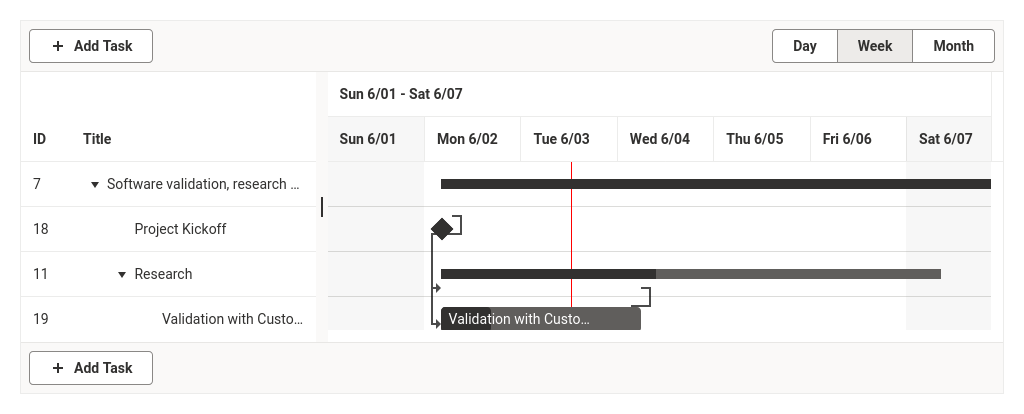 + Add Task
Day Week Month
Sun 6/01 - Sat 6/07
ID Title Sun 6/01 Mon 6/02 Tue 6/03 Wed 6/04 Thu 6/05 Fri 6/06 Sat 6/07
7 Software validation, research …
18 Project Kickoff
11 Research
19 Validation with Custo… Validation with Custo…
+ Add Task